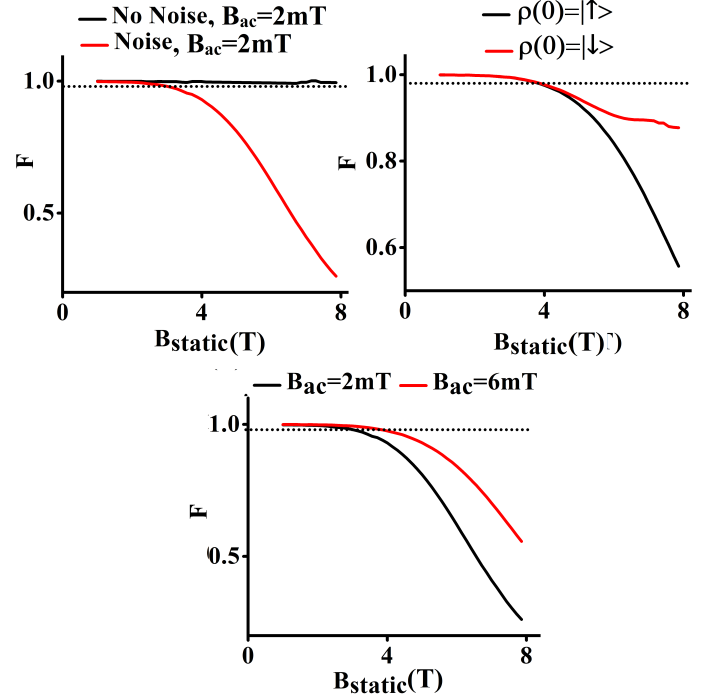 No Noise, Bac=2mT
Noise, Bac=2mT
1.0
0.5
F
0
4
8
Bstatic(T)
ρ(0)=|↑>
ρ(0)=|↓>
1.0
0.8
0.6
F
0
4
8
Bstatic(T)
Bac=2mT
Bac=6mT
1.0
0.5
F
0
4
8
Bstatic(T)